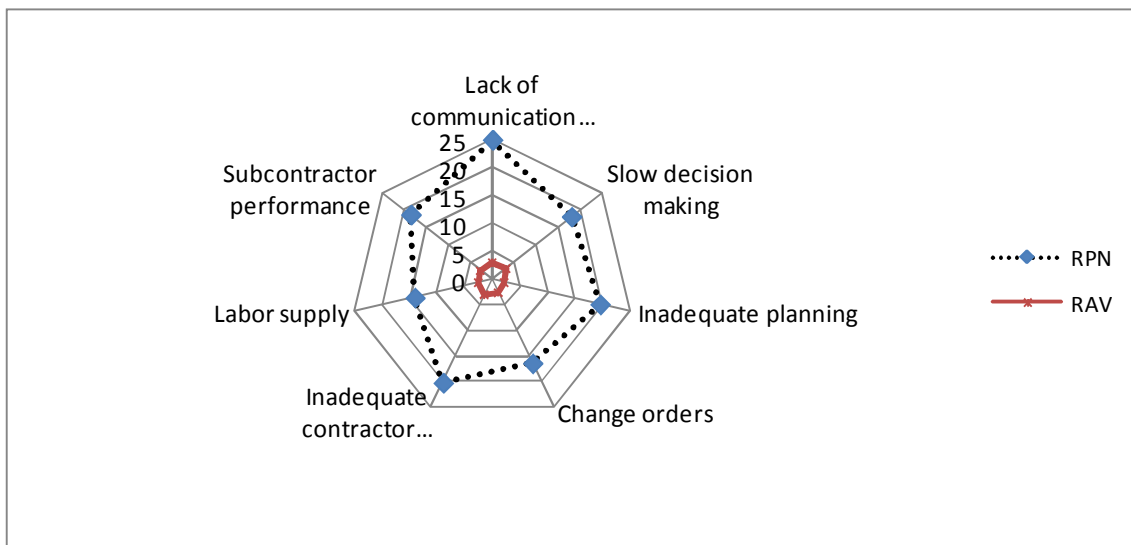 Lack of
communication ...
25
20
15
10
5
0
Slow decision
making
Inadequate planning
Change orders
Inadequate
contractor...
Labor supply
Subcontractor
performance
RPN
RAV